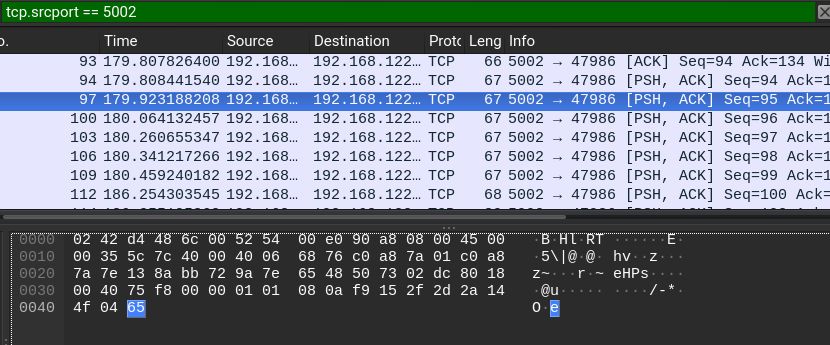 tcp.srcport == 5002
o. Time Source Destination Protc Leng Info
93 179.807826400 192.168… 192.168.122… TCP 66 5002 → 47986 [ACK] Seq=94 Ack=134 Wi
94 179.808441540 192.168… 192.168.122… TCP 67 5002 → 47986 [PSH, ACK] Seq=94 Ack=1
97 179.923188208 192.168… 192.168.122… TCP 67 5002 → 47986 [PSH, ACK] Seq=95 Ack=1
100 180.064132457 192.168… 192.168.122… TCP 67 5002 → 47986 [PSH, ACK] Seq=96 Ack=1
103 180.260655347 192.168… 192.168.122… TCP 67 5002 → 47986 [PSH, ACK] Seq=97 Ack=1
106 180.341217266 192.168… 192.168.122… TCP 67 5002 → 47986 [PSH, ACK] Seq=98 Ack=1
109 180.459240182 192.168… 192.168.122… TCP 67 5002 → 47986 [PSH, ACK] Seq=99 Ack=1
112 186.254303545 192.168… 192.168.122… TCP 68 5002 → 47986 [PSH, ACK] Seq=100 Ack=
0000 02 42 d4 48 6c 00 52 54 00 e0 90 a8 08 00 45 00 ·B·Hl·RT ······E·
0010 00 35 5c 7c 40 00 40 06 68 76 c0 a8 7a 01 c0 a8 ·5\|@·@· hv··z···
0020 7a 7e 13 8a bb 72 9a 7e 65 48 50 73 02 dc 80 18 z~···r·~ eHPs····
0030 00 40 75 f8 00 00 01 01 08 0a f9 15 2f 2d 2a 14 ·@u····· ····/-*·
0040 4f 04 65 O·e